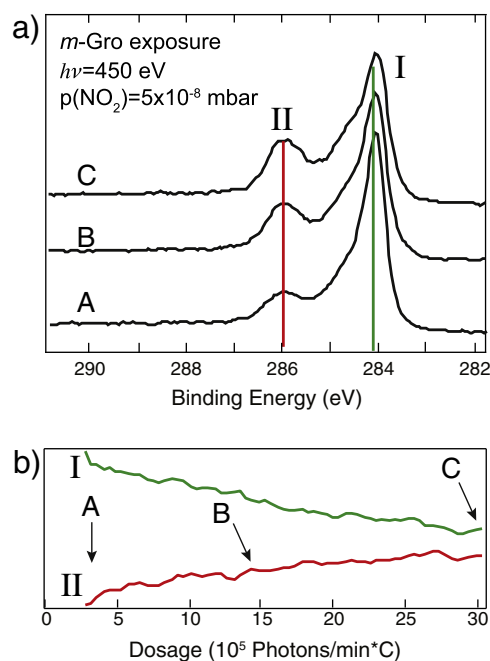 a)
m-Gro exposure
hν=450 eV
p(NO₂)=5x10⁻⁸ mbar
I
II
C
B
A
290 288 286 284 282
Binding Energy (eV)
b)
I
A
B
C
II
0 5 10 15 20 25 30
Dosage (10⁵ Photons/min*C)